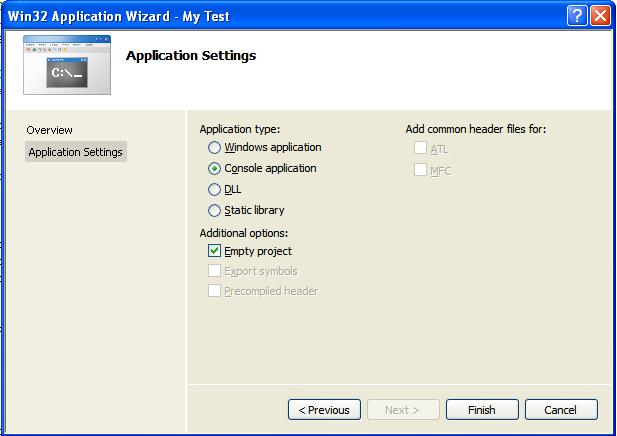 Win32 Application Wizard - My Test
C:\_
Application Settings
Overview
Application Settings
Application type:
Windows application
Console application
DLL
Static library
Additional options:
Empty project
Export symbols
Precompiled header
Add common header files for:
ATL
MFC
< Previous
Next >
Finish
Cancel